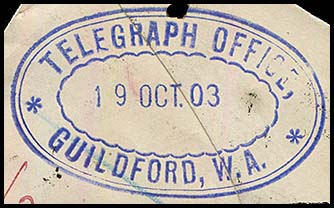 TELEGRAPH OFFICE,
19 OCT. 03
GUILDFORD, W.A.